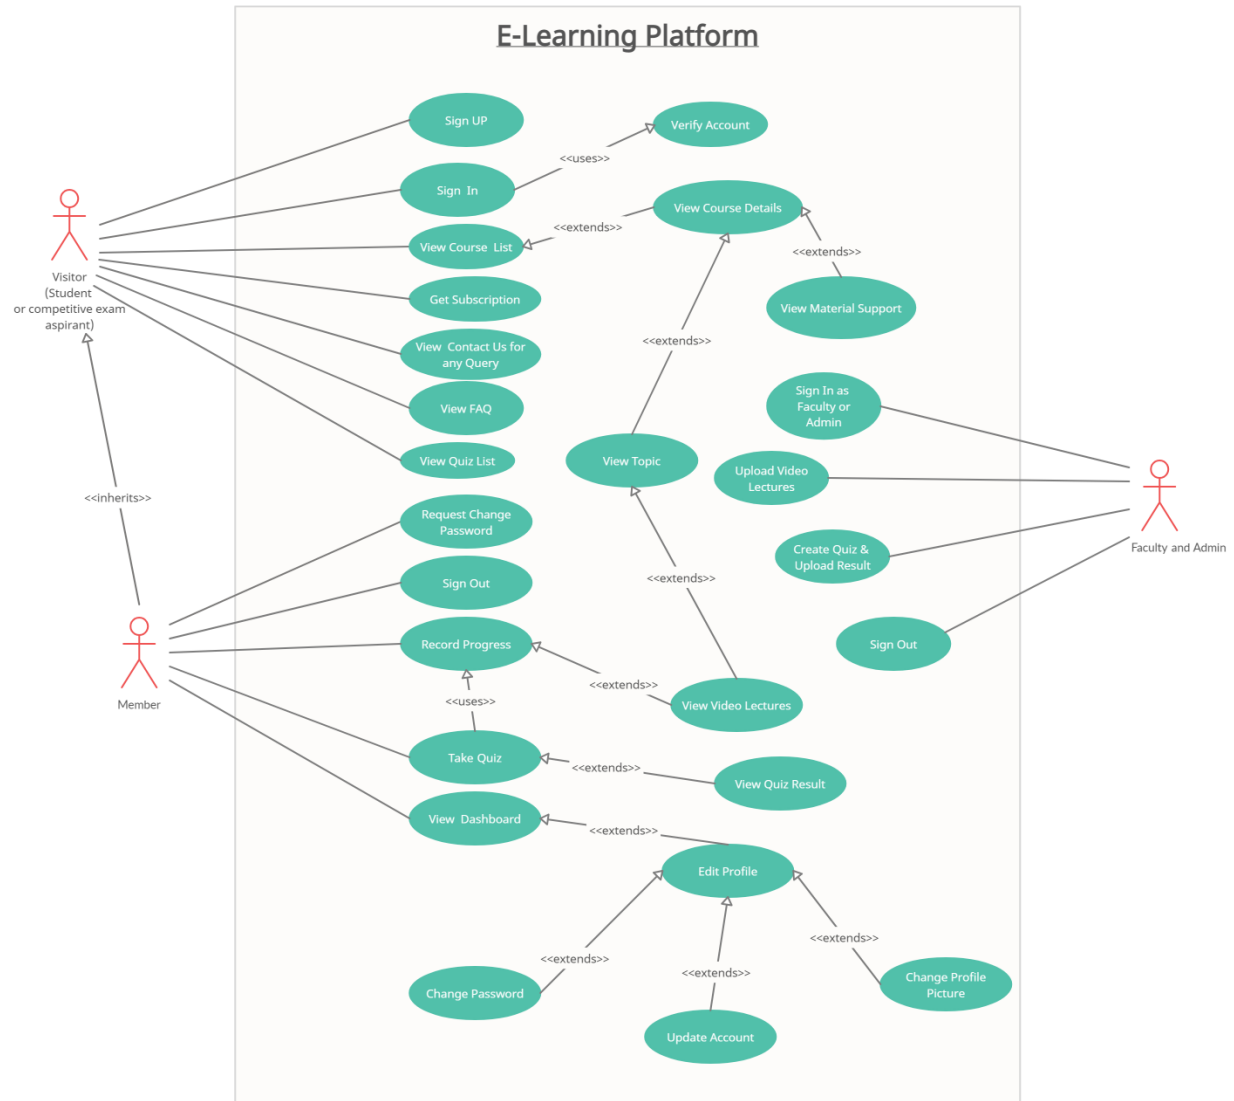 E-Learning Platform
Sign UP
Verify Account
<<uses>>
Sign  In
View Course Details
<<extends>>
View Course  List
<<extends>>
Visitor
(Student
or competitive exam
aspirant)
Get Subscription
View Material Support
View  Contact Us for
any Query
<<extends>>
Sign In as
Faculty or
Admin
View FAQ
View Quiz List
View Topic
Upload Video
Lectures
<<inherits>>
Request Change
Password
Create Quiz &
Upload Result
Faculty and Admin
Sign Out
<<extends>>
Record Progress
Sign Out
<<extends>>
Member
<<uses>>
View Video Lectures
Take Quiz
<<extends>>
View Quiz Result
View  Dashboard
<<extends>>
Edit Profile
<<extends>>
<<extends>>
<<extends>>
Change Password
Change Profile
Picture
Update Account